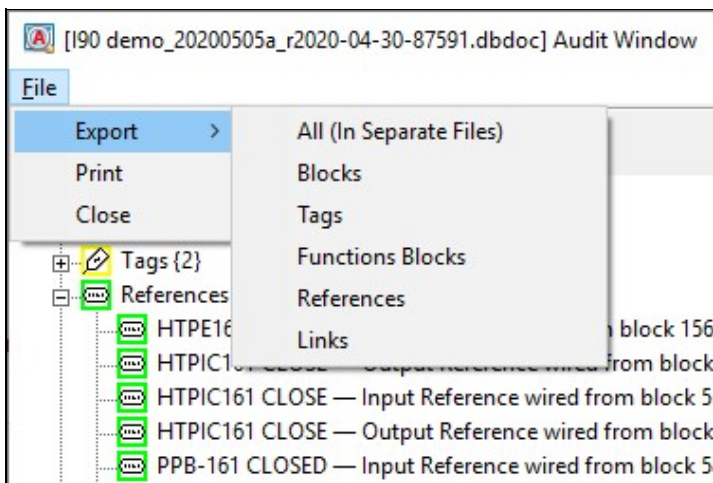 [I90 demo_20200505a_r2020-04-30-87591.dbdoc] Audit Window
File
Export > All (In Separate Files)
Print Blocks
Close Tags
Functions Blocks
References
Links
Tags {2}
References
HTPE16 block 156
HTPIC161 CLOSE — Output Reference wired from block
HTPIC161 CLOSE — Input Reference wired from block 5
HTPIC161 CLOSE — Output Reference wired from block
PPB-161 CLOSED — Input Reference wired from block 5